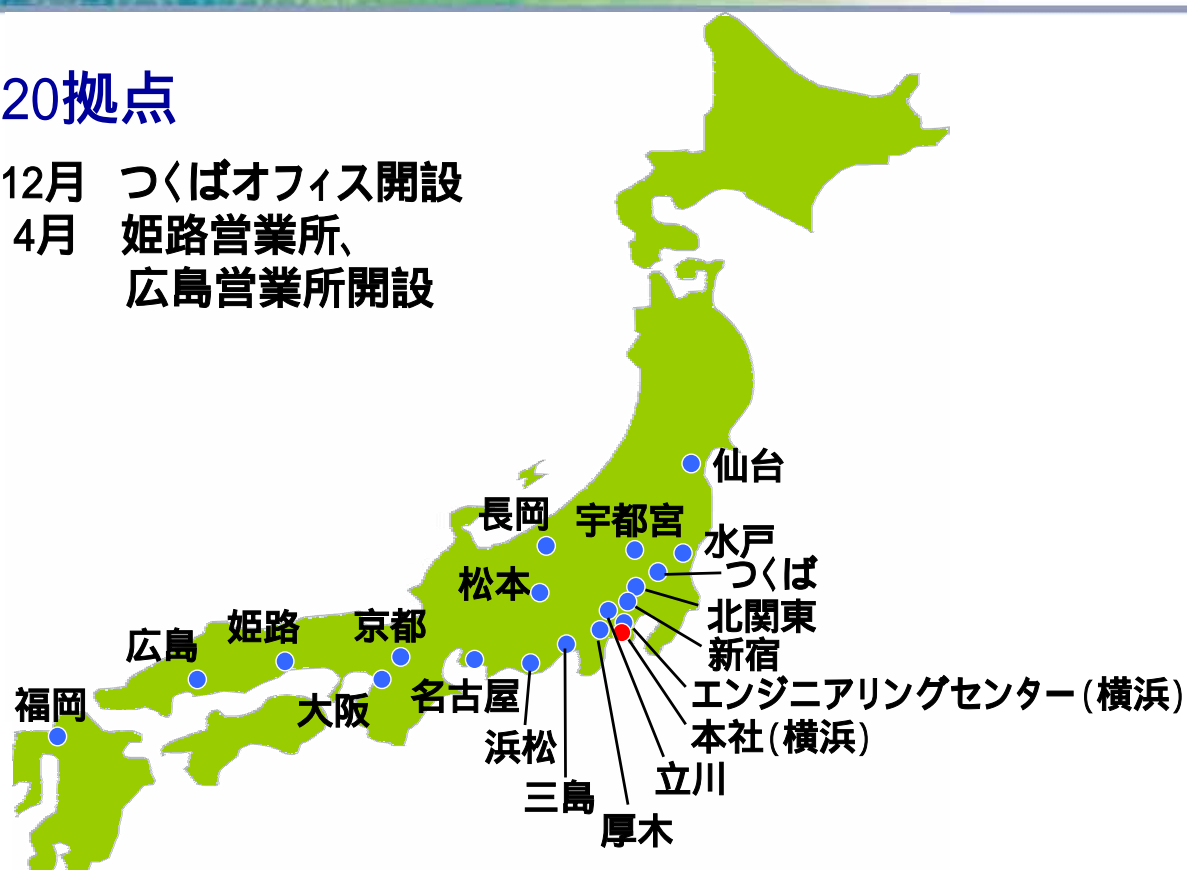 20拠点
12月 つくばオフィス開設
4月 姫路営業所、
広島営業所開設
仙台
長岡
宇都宮
水戸
つくば
松本
北関東
新宿
広島
姫路
京都
エンジニアリングセンター(横浜)
福岡
大阪
名古屋
本社(横浜)
浜松
立川
三島
厚木